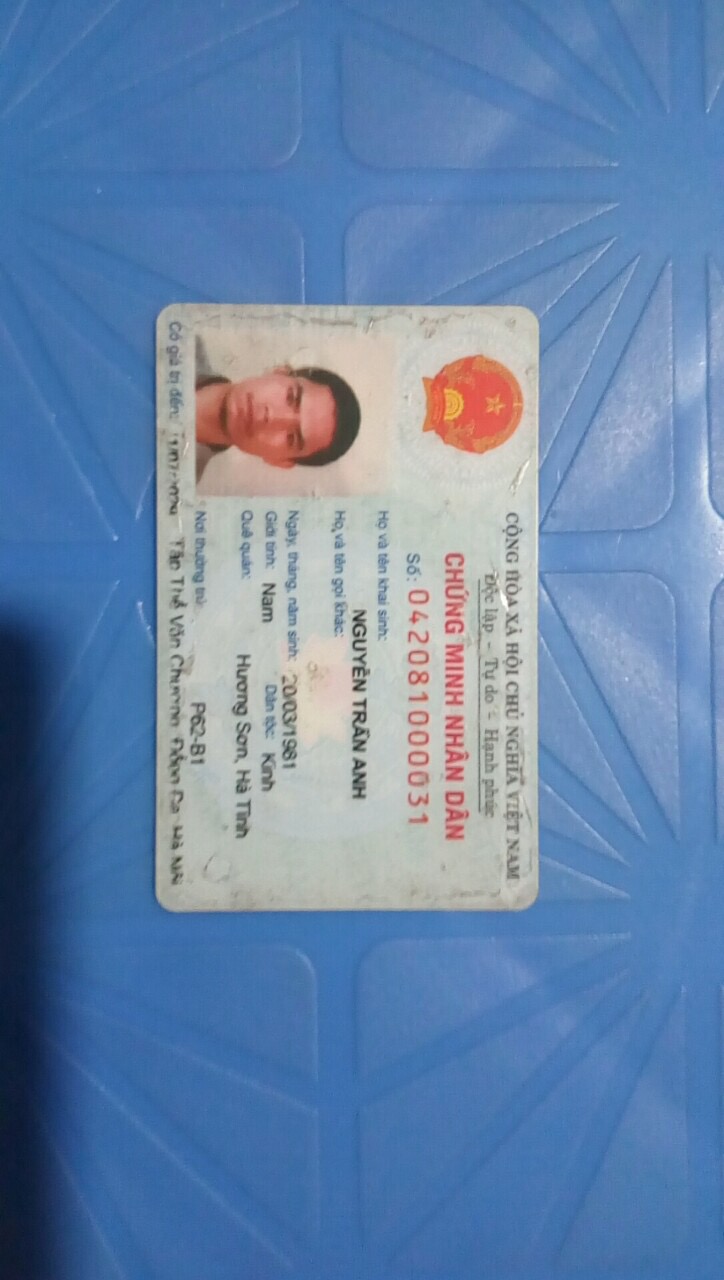 CỘNG HÒA XÃ HỘI CHỦ NGHĨA VIỆT NAM
Độc lập - Tự do - Hạnh phúc
CHỨNG MINH NHÂN DÂN
Số: 042081000031
Họ và tên khai sinh:
NGUYỄN TRẦN ANH
Họ và tên gọi khác:
Ngày, tháng, năm sinh: 20/03/1981
Giới tính: Nam Dân tộc: Kinh
Quê quán:
Hương Sơn, Hà Tĩnh
Nơi thường trú: P62-B1
Có giá trị đến: Tập Thể Văn Chương, Đống Đa, Hà Nội